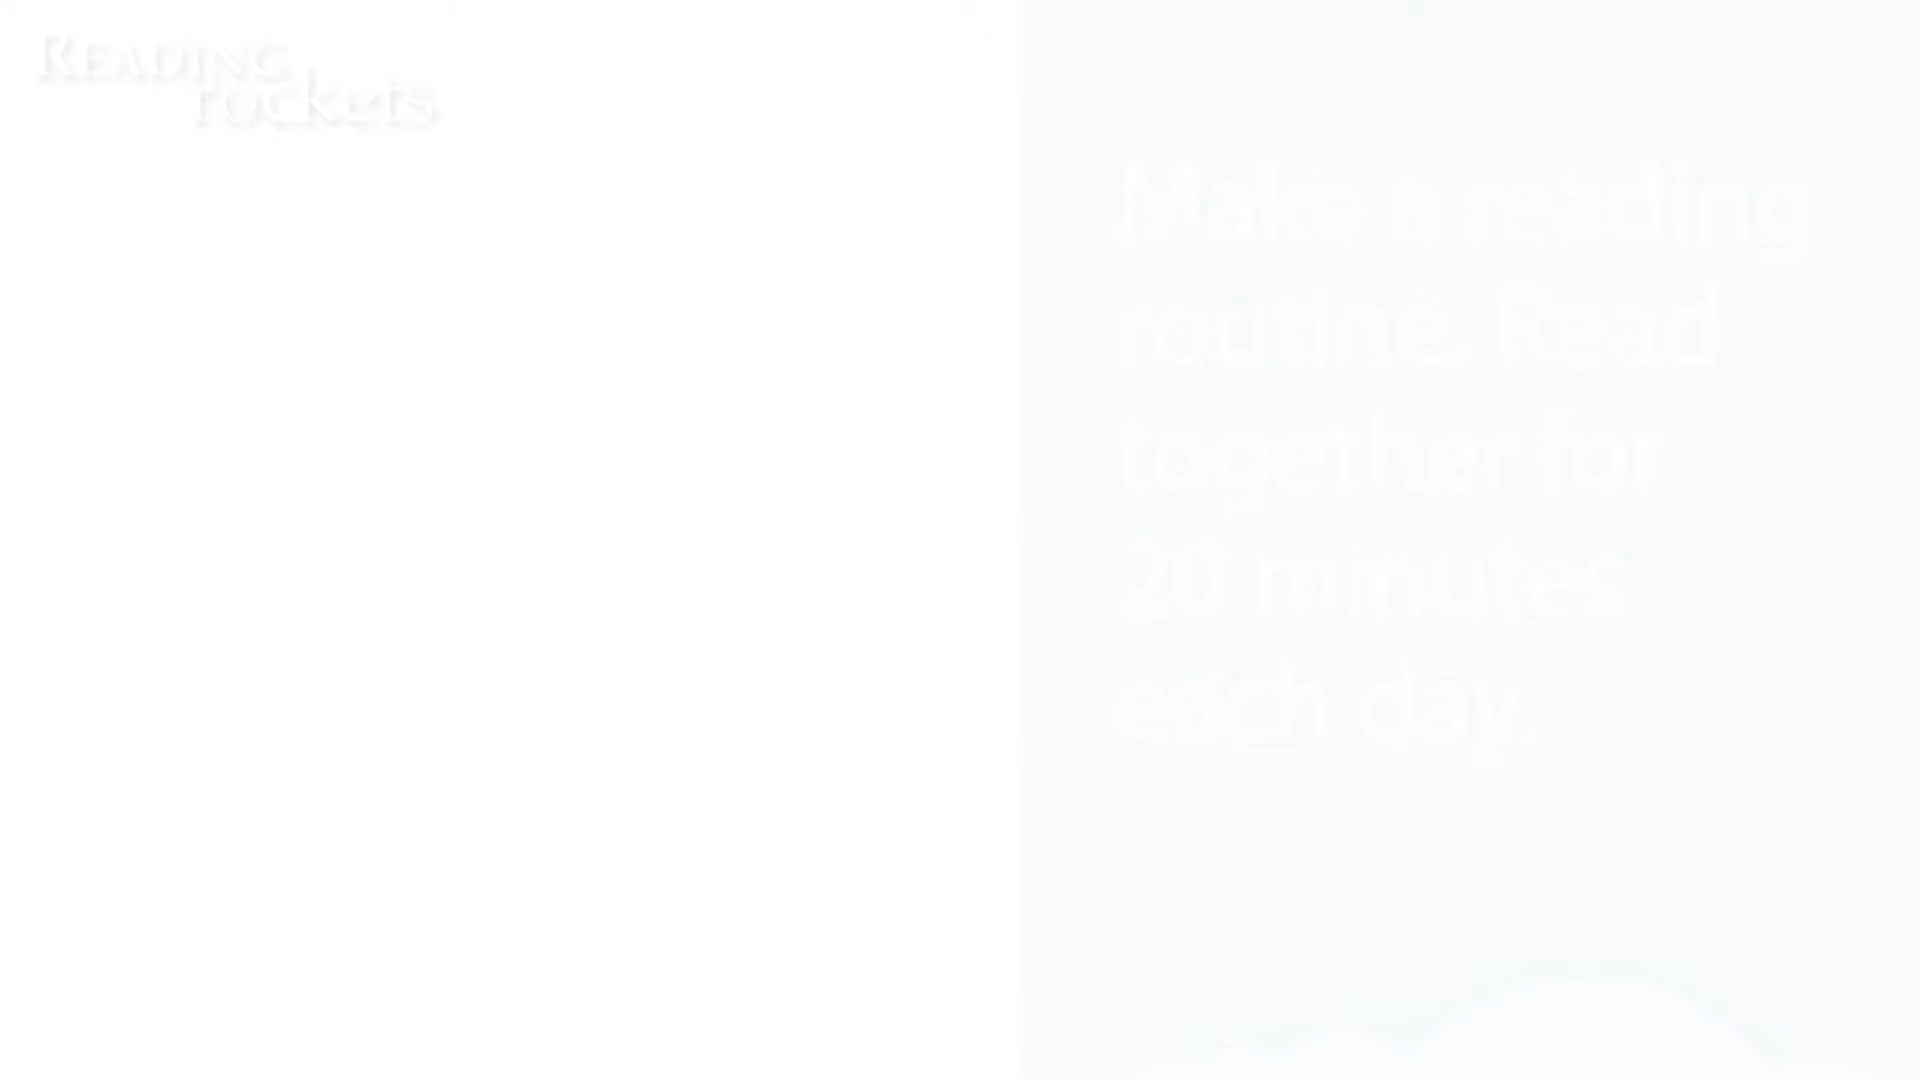 READING
rockets
Make a reading
routine. Read
together for
20 minutes
each day.